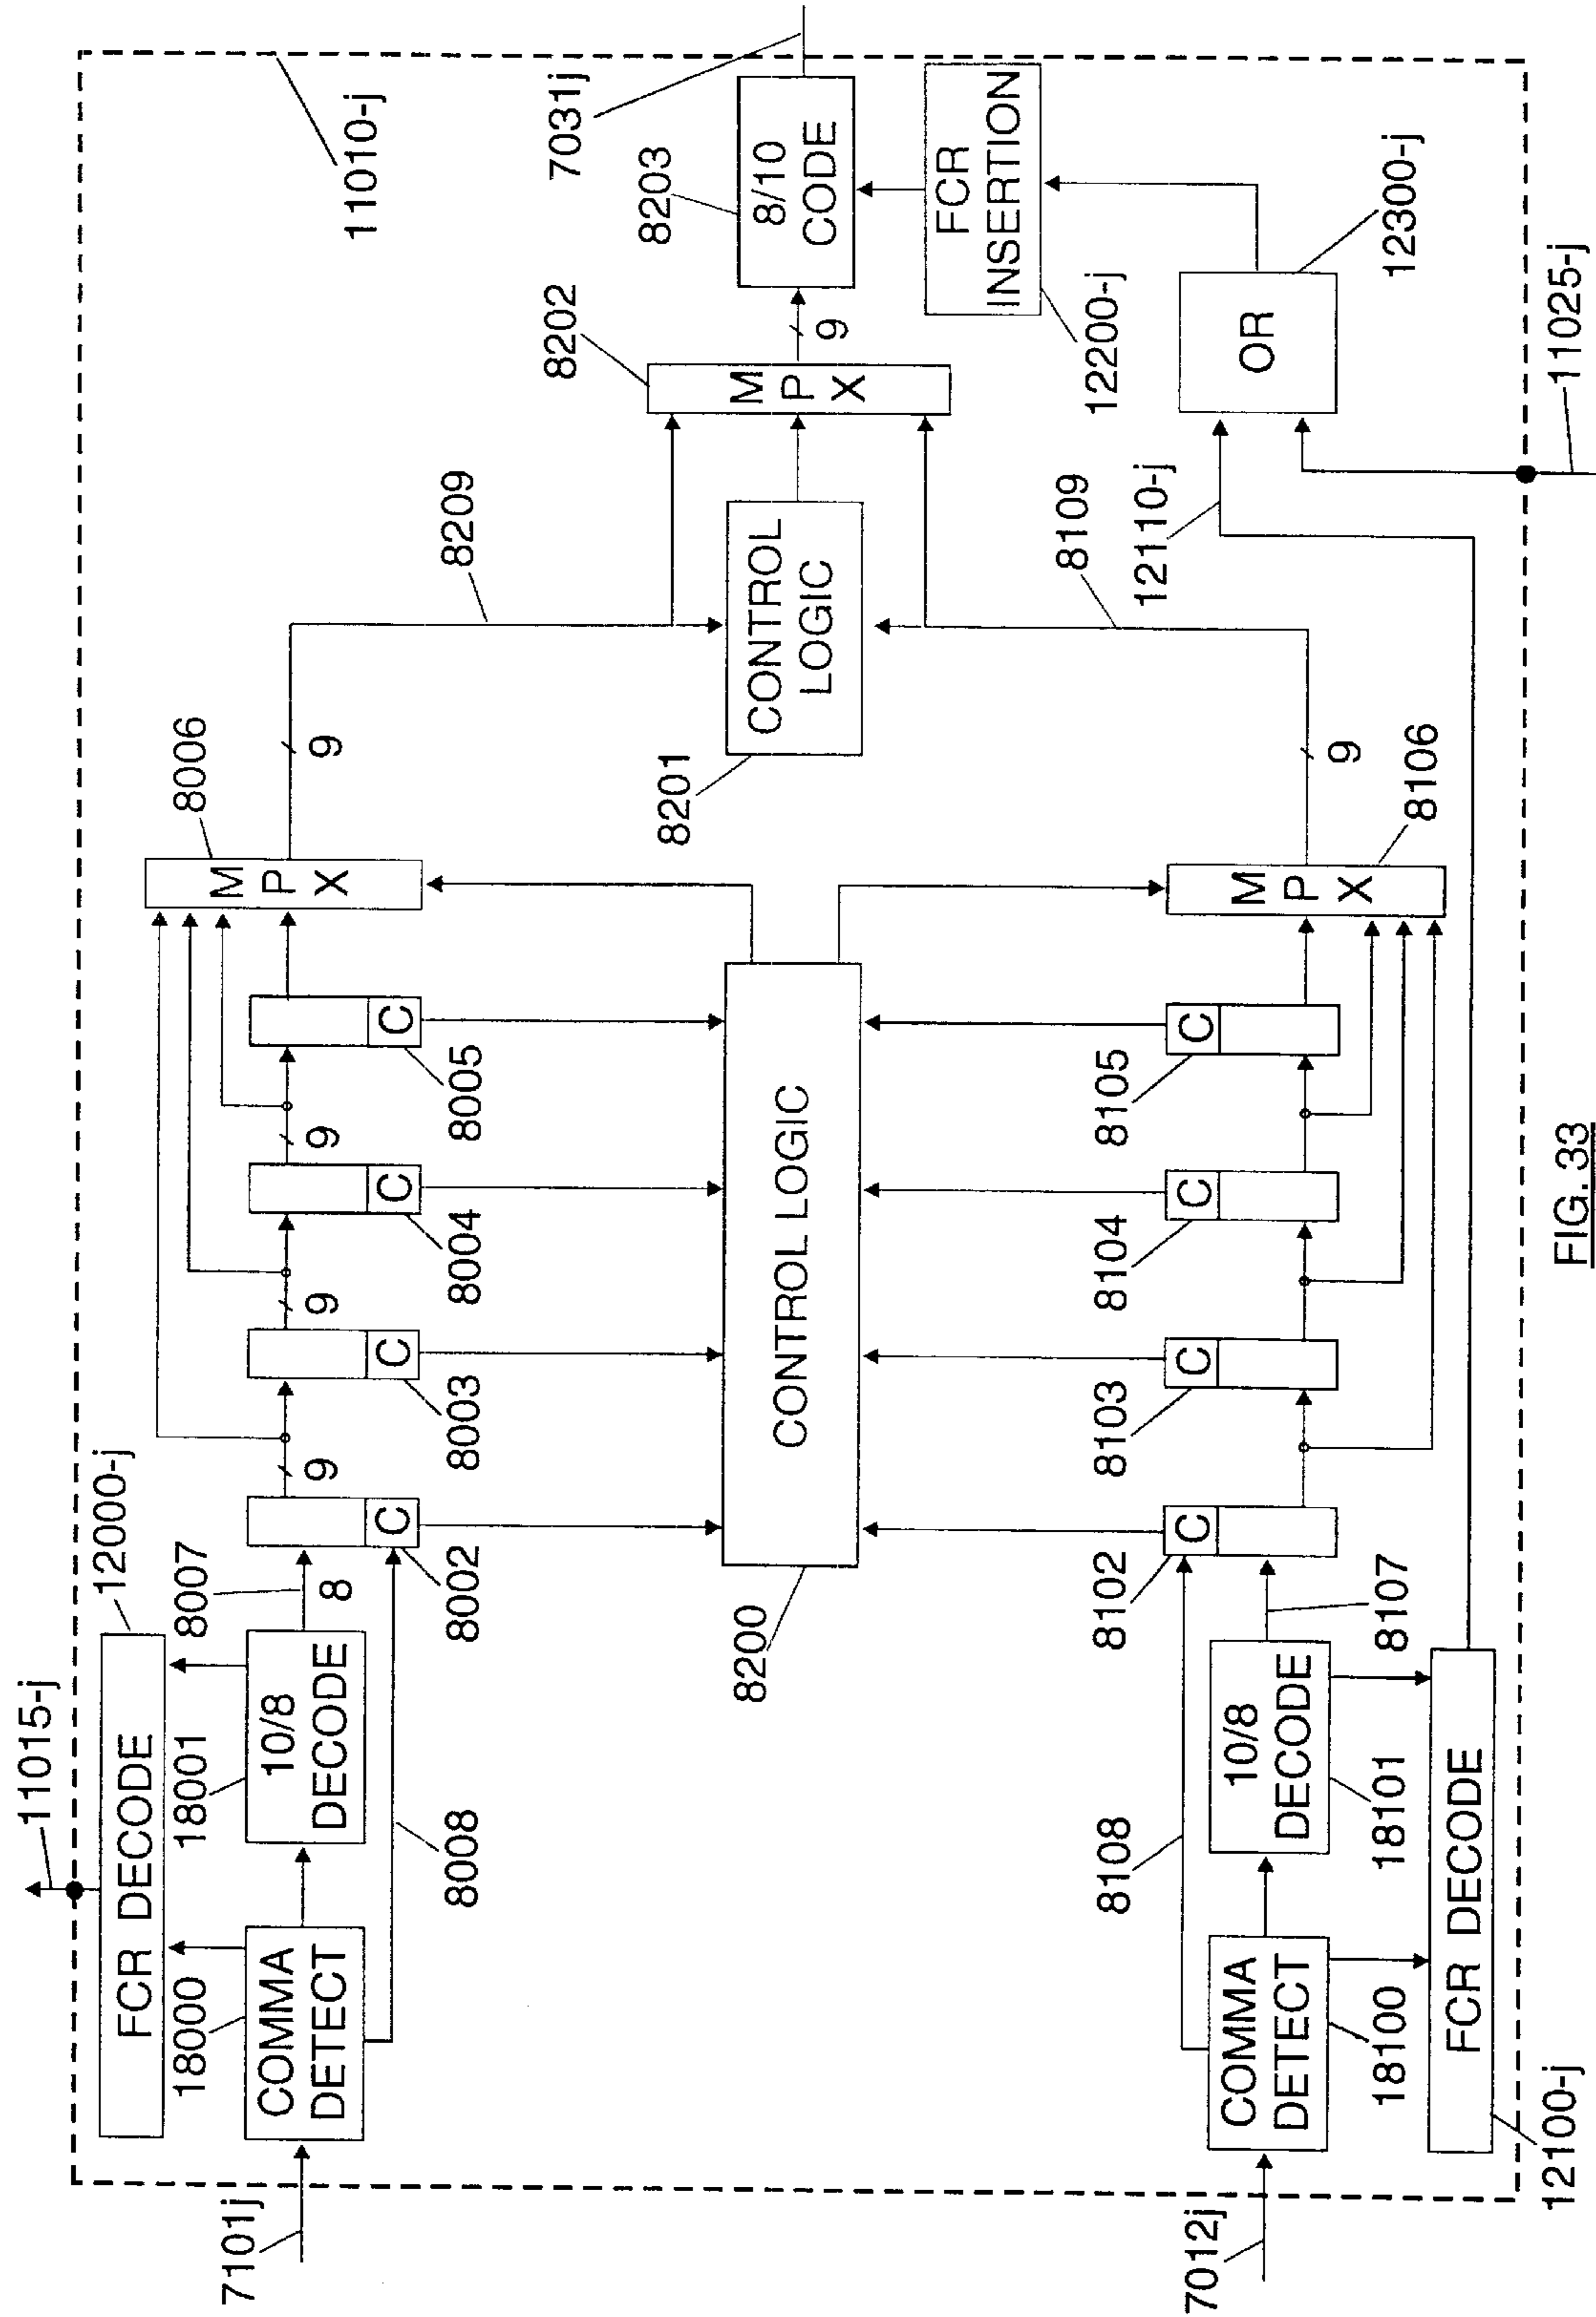 11010-j
7031j
8203
8/10
CODE
FCR
INSERTION
12200-j
8202
M
P
X
9
OR
12300-j
11025-j
12110-j
8209
CONTROL
LOGIC
8201
8109
8006
M
P
X
9
9
M
P
X
8106
C
8005
9
C
8004
9
C
8003
9
C
8002
CONTROL LOGIC
8200
C
8105
C
8104
C
8103
C
8102
11015-j
12000-j
FCR DECODE
8007
8
18001
10/8
DECODE
18000
COMMA
DETECT
8008
7101j
8108
8107
10/8
DECODE
18101
COMMA
DETECT
18100
FCR DECODE
12100-j
7012j
FIG. 33